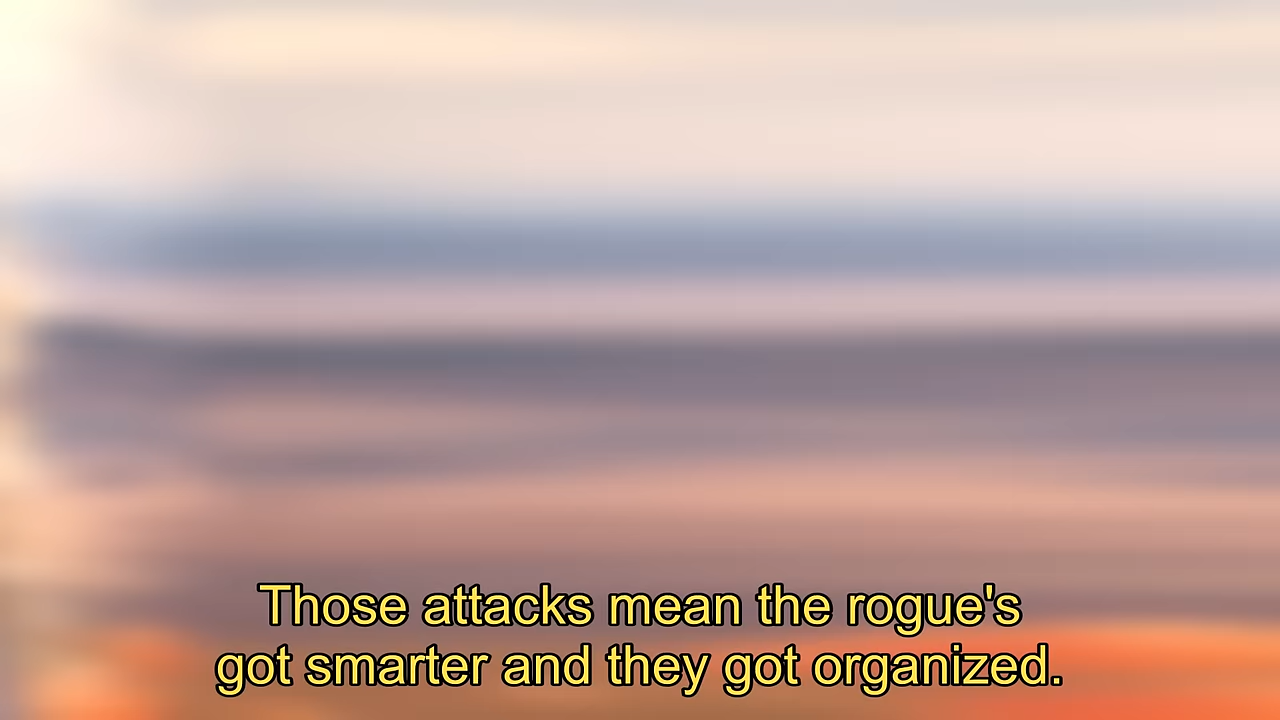 Those attacks mean the rogue's
got smarter and they got organized.